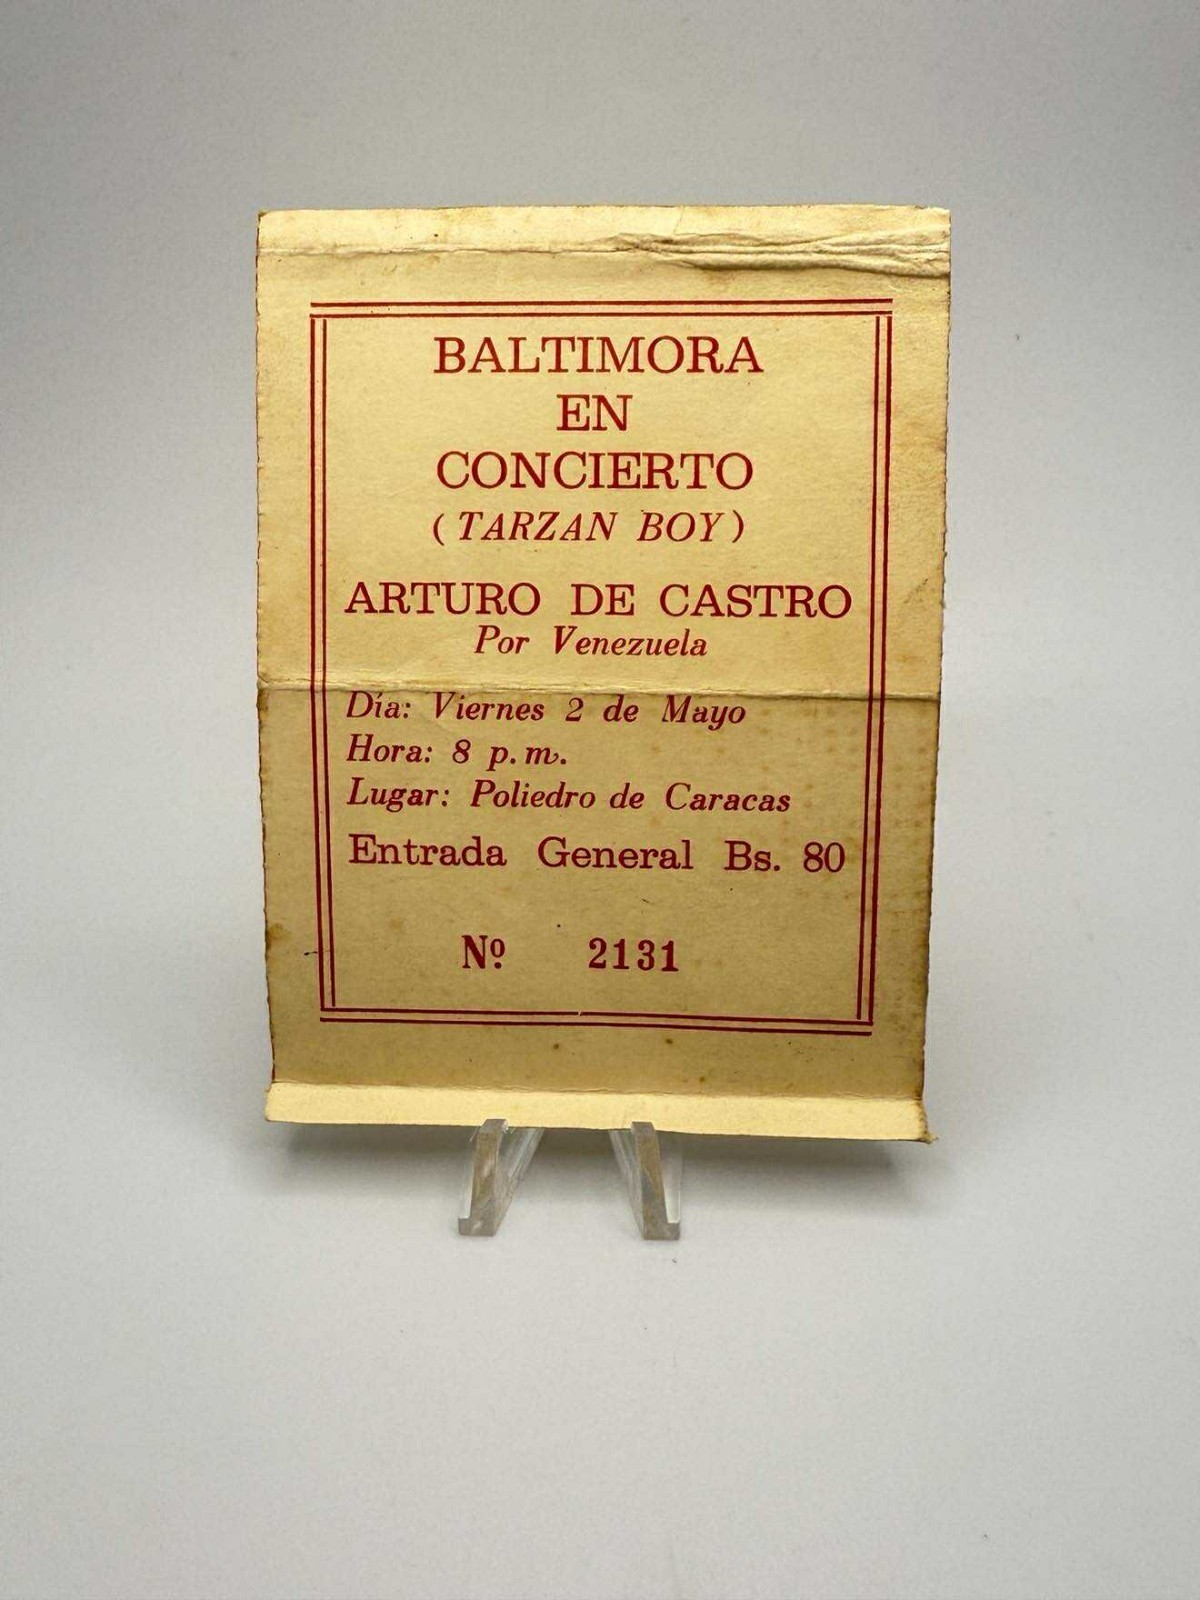 BALTIMORA
EN
CONCIERTO
(TARZAN BOY)
ARTURO DE CASTRO
Por Venezuela
Día: Viernes 2 de Mayo
Hora: 8 p.m.
Lugar: Poliedro de Caracas
Entrada General Bs. 80
Nº 2131